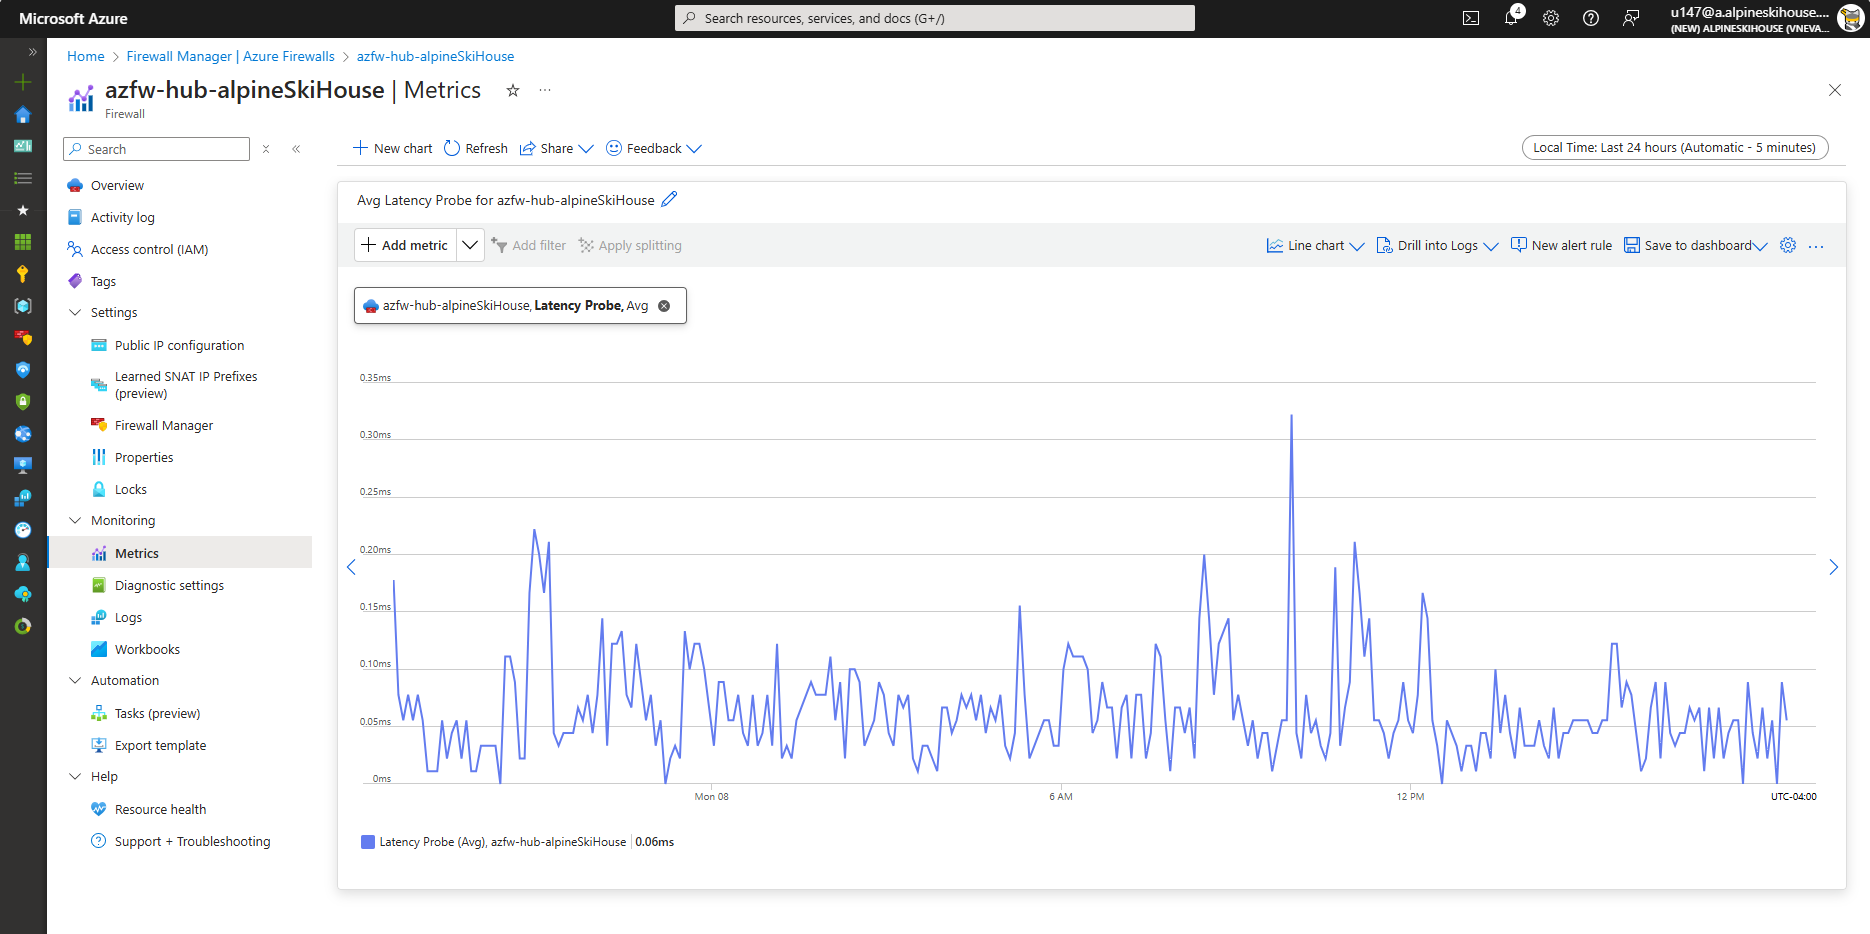 Microsoft Azure
Search resources, services, and docs (G+/)
4
u147@a.alpineskihouse....
(NEW) ALPINESKIHOUSE (VNEVA...
Home > Firewall Manager | Azure Firewalls > azfw-hub-alpineSkiHouse
azfw-hub-alpineSkiHouse | Metrics
Firewall
Search
New chart
Refresh
Share
Feedback
Local Time: Last 24 hours (Automatic - 5 minutes)
Overview
Activity log
Access control (IAM)
Tags
Settings
Public IP configuration
Learned SNAT IP Prefixes
(preview)
Firewall Manager
Properties
Locks
Monitoring
Metrics
Diagnostic settings
Logs
Workbooks
Automation
Tasks (preview)
Export template
Help
Resource health
Support + Troubleshooting
Avg Latency Probe for azfw-hub-alpineSkiHouse
Add metric
Add filter
Apply splitting
Line chart
Drill into Logs
New alert rule
Save to dashboard
azfw-hub-alpineSkiHouse, Latency Probe, Avg
0.35ms
0.30ms
0.25ms
0.20ms
0.15ms
0.10ms
0.05ms
0ms
Mon 08
6 AM
12 PM
UTC-04:00
Latency Probe (Avg), azfw-hub-alpineSkiHouse | 0.06ms